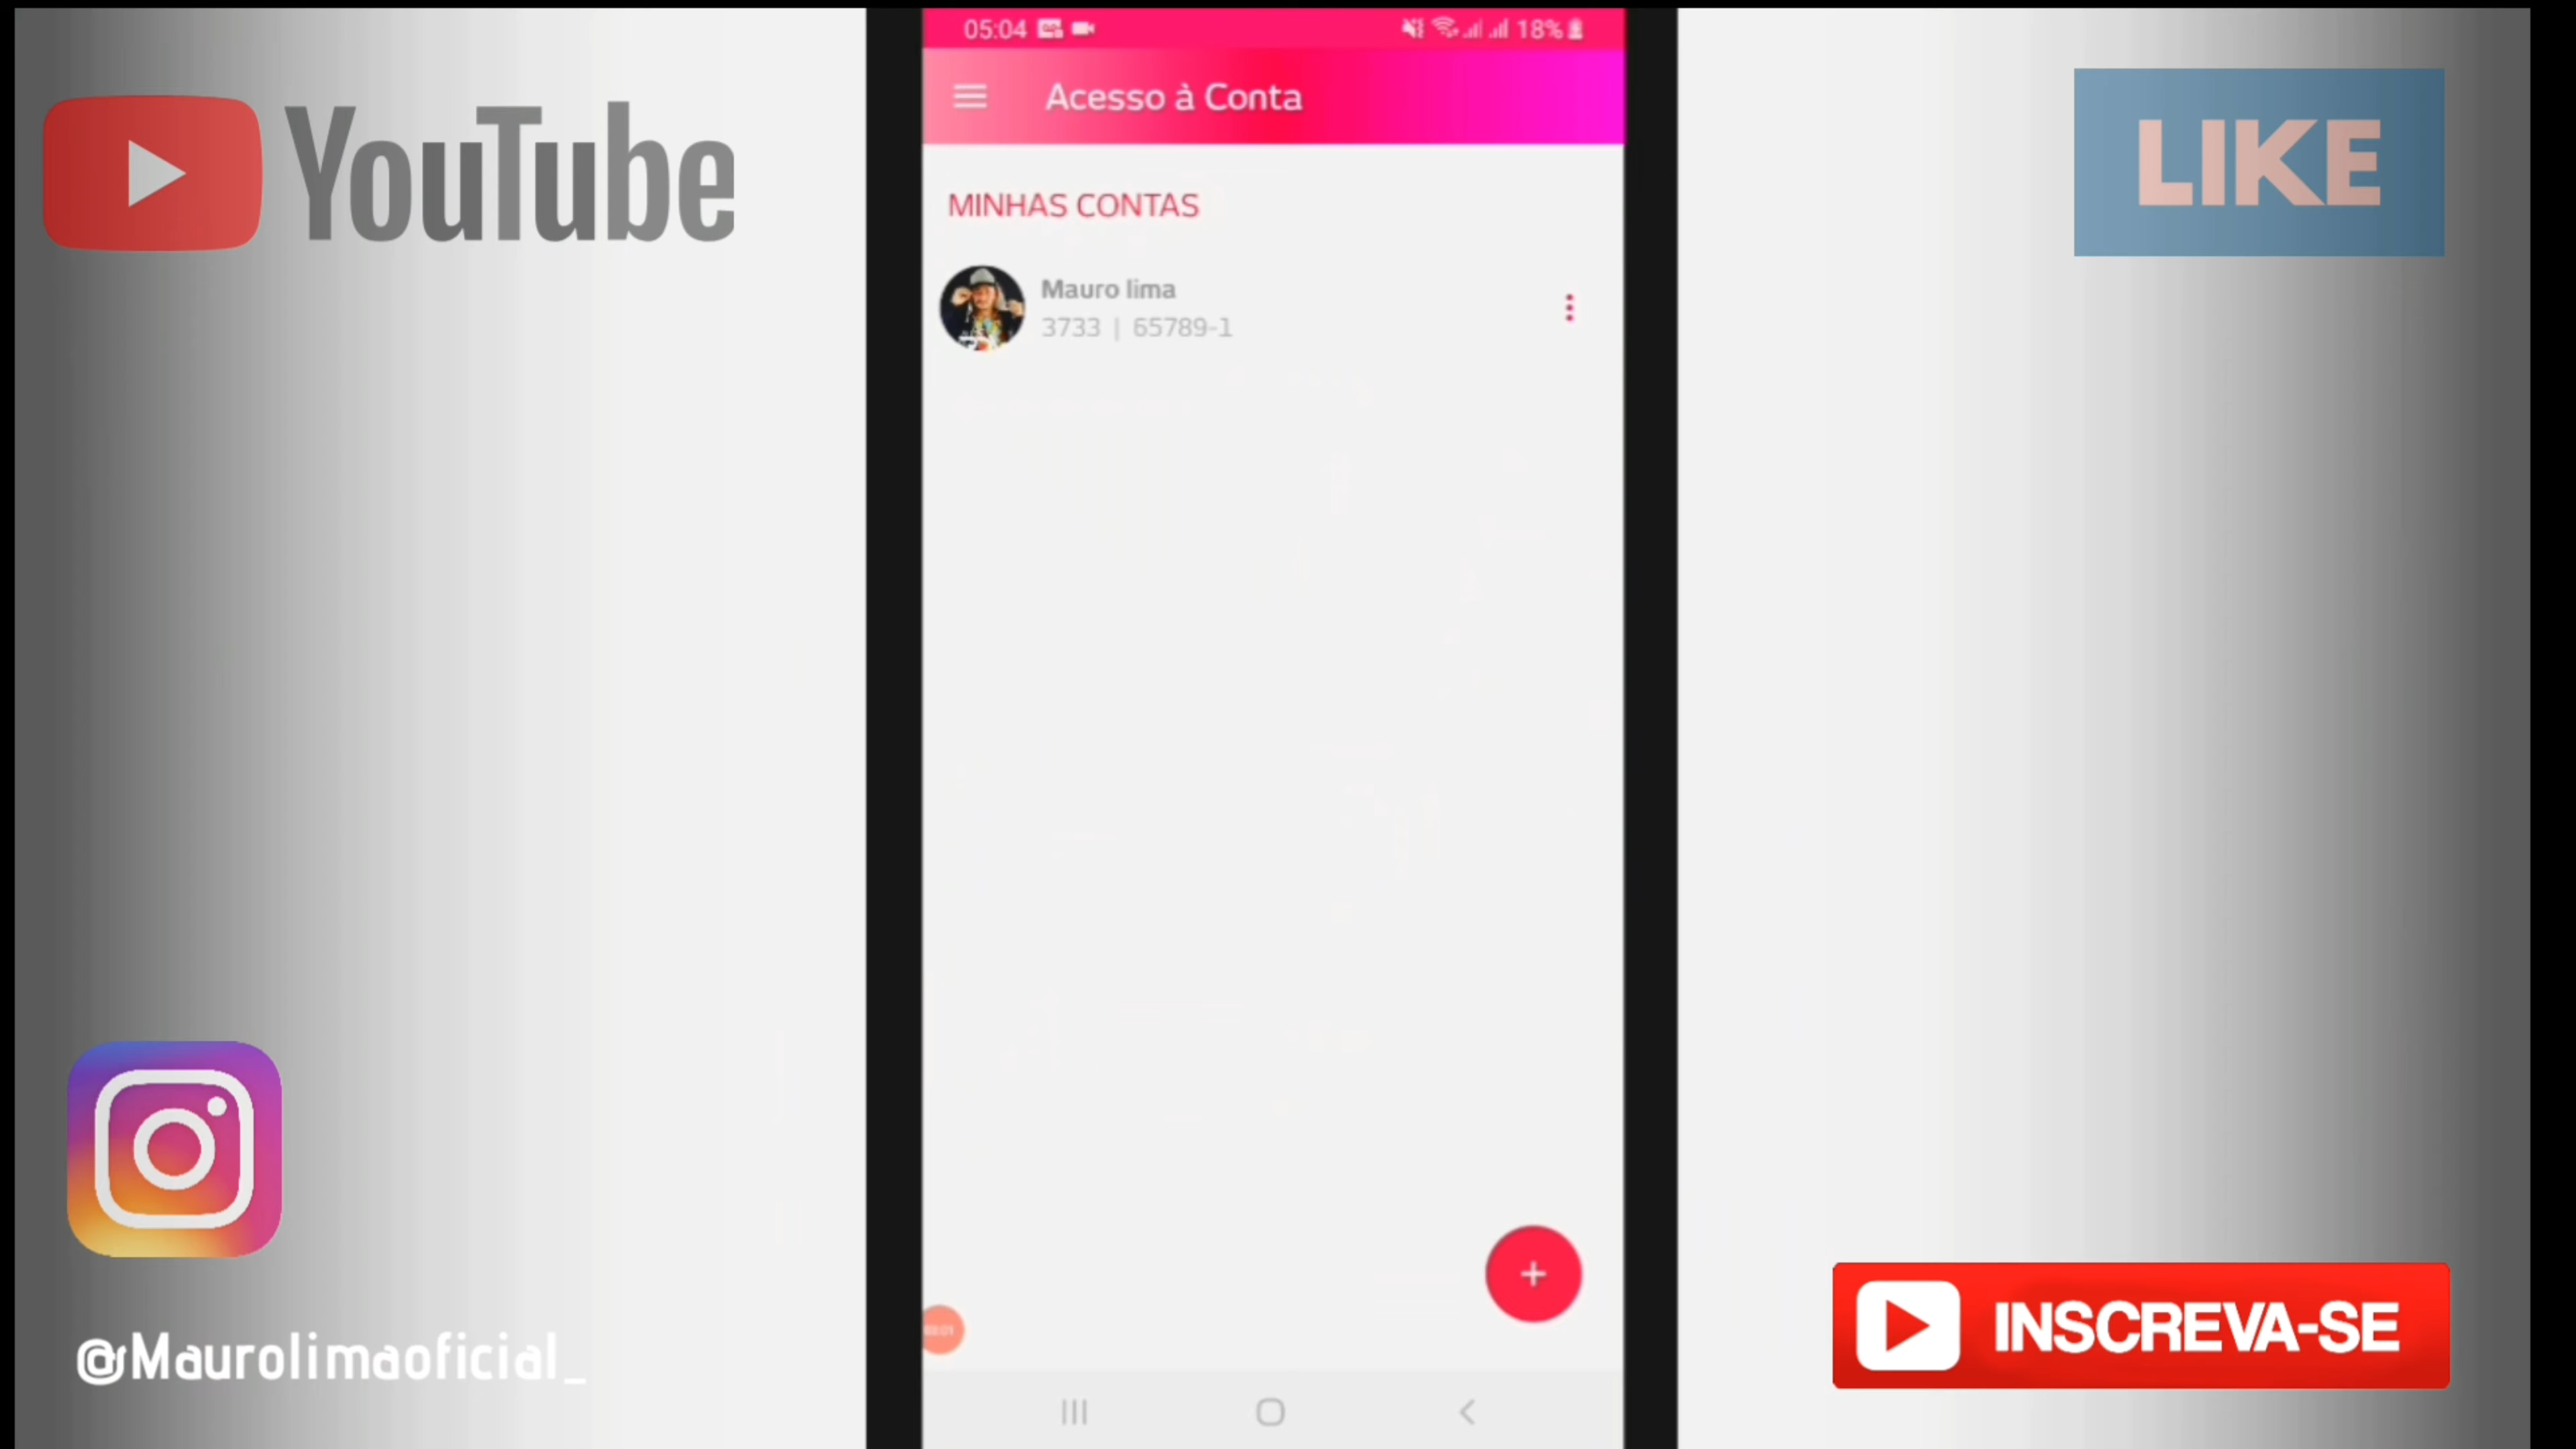 YouTube
05:04
18%
Acesso à Conta
LIKE
MINHAS CONTAS
Mauro lima
3733 | 65789-1
+
@Maurolimaoficial_
INSCREVA-SE